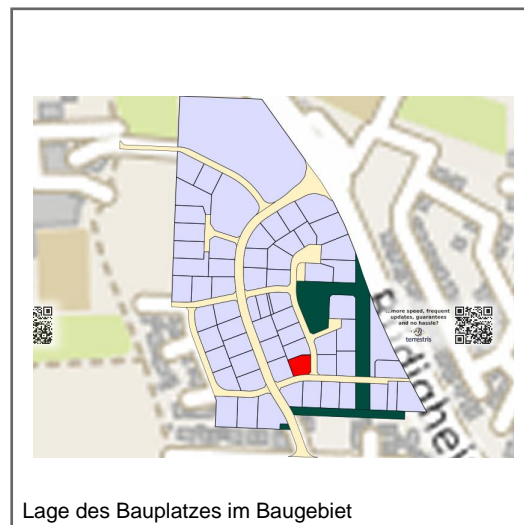 ...more speed, frequent
updates, guarantees
and no hassle?
terrestris
Lage des Bauplatzes im Baugebiet